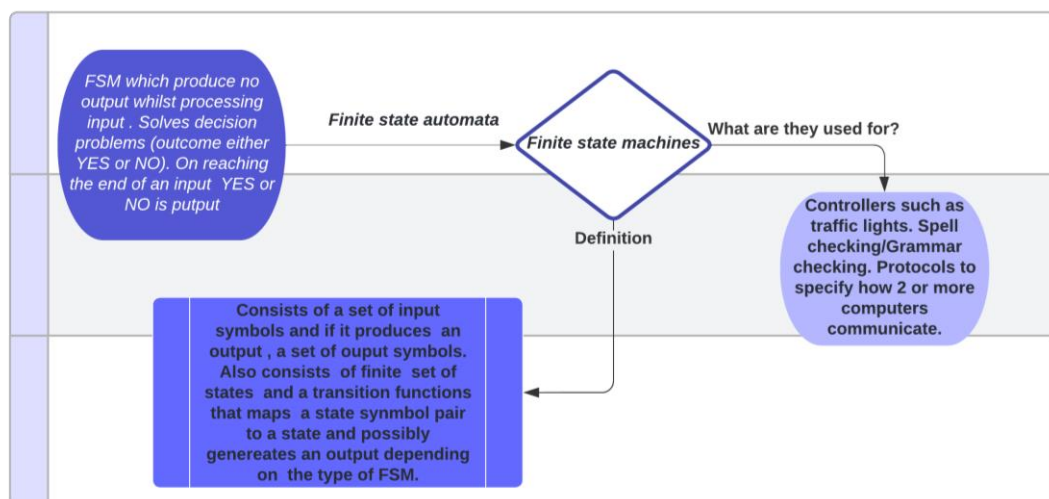 FSM which produce no
output whilst processing
input . Solves decision
problems (outcome either
YES or NO). On reaching
the end of an input  YES or
NO is putput
Finite state automata
Finite state machines
What are they used for?
Controllers such as
traffic lights. Spell
checking/Grammar
checking. Protocols to
specify how 2 or more
computers
communicate.
Definition
Consists of a set of input
symbols and if it produces  an
output , a set of ouput symbols.
Also consists  of finite  set of
states  and a transition functions
that maps  a state synmbol pair
to a state and possibly
genereates an output depending
on  the type of FSM.